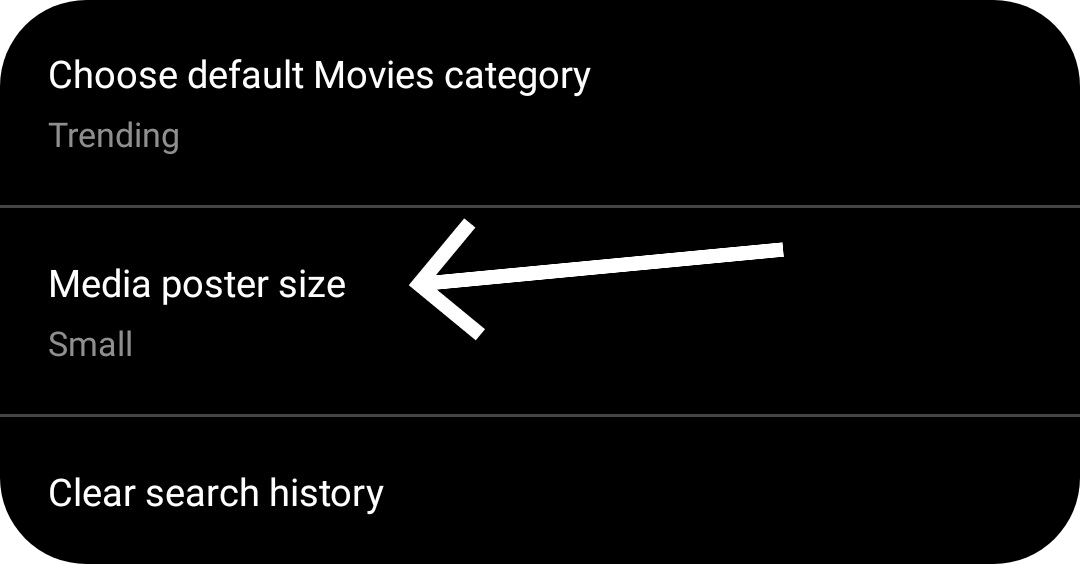 Choose default Movies category
Trending
Media poster size
Small
Clear search history